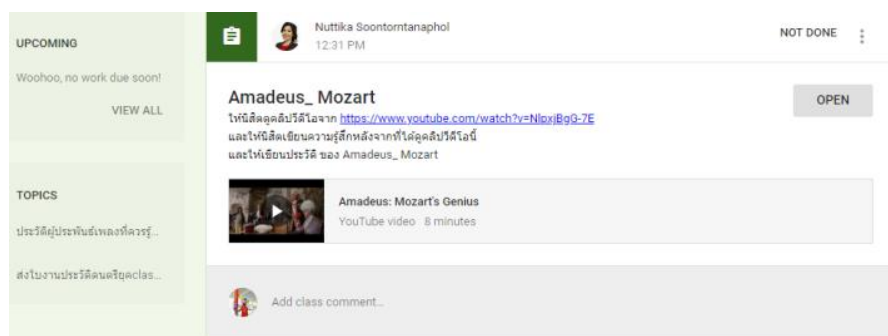 UPCOMING
Woohoo, no work due soon!
VIEW ALL
TOPICS
ประวัติผู้ประพันธ์เพลงที่ควรรู้...
ส่งใบงานประวัติดนตรียุคclas...
Nuttika Soontorntanaphol
12:31 PM
NOT DONE
Amadeus_ Mozart
OPEN
ให้นิสิตดูคลิปวีดีโอจาก https://www.youtube.com/watch?v=NlpxjBgG-7E
และให้นิสิตเขียนความรู้สึกหลังจากที่ได้ดูคลิปวีดีโอนี้
และให้เขียนประวัติ ของ Amadeus_ Mozart
Amadeus: Mozart's Genius
YouTube video 8 minutes
Add class comment...